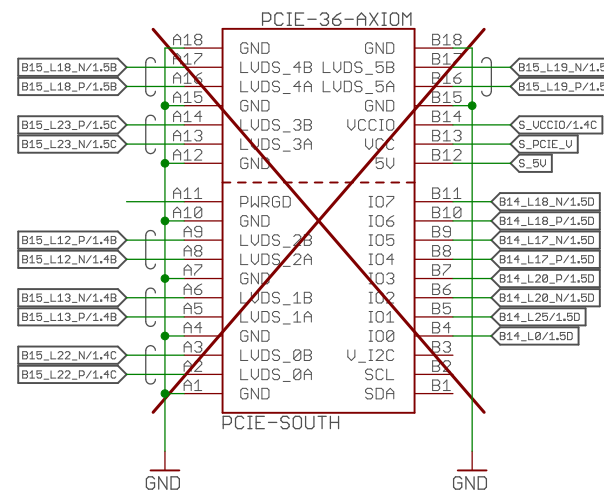 PCIE-36-AXIOM
A18 GND GND B18
B15_L18_N/1.5B A17 LVDS_4B LVDS_5B B1 B15_L19_N/1.5
B15_L18_P/1.5B A16 LVDS_4A LVDS_5A B16 B15_L19_P/1.5
A15 GND GND B15
B15_L23_P/1.5C A14 LVDS_3B VCCIO B14 S_VCCIO/1.4C
B15_L23_N/1.5C A13 LVDS_3A VCC B13 S_PCIE_V
A12 GND 5V B12 S_5V
A11 PWRGD IO7 B11 B14_L18_N/1.5D
A10 GND IO6 B10 B14_L18_P/1.5D
B15_L12_P/1.4B A9 LVDS_2B IO5 B9 B14_L17_N/1.5D
B15_L12_N/1.4B A8 LVDS_2A IO4 B8 B14_L17_P/1.5D
A7 GND IO3 B7 B14_L20_P/1.5D
B15_L13_N/1.4B A6 LVDS_1B IO2 B6 B14_L20_N/1.5D
B15_L13_P/1.4B A5 LVDS_1A IO1 B5 B14_L25/1.5D
A4 GND IO0 B4 B14_L0/1.5D
B15_L22_N/1.4C A3 LVDS_0B V_I2C B3
B15_L22_P/1.4C A2 LVDS_0A SCL B2
A1 GND SDA B1
PCIE-SOUTH
GND GND